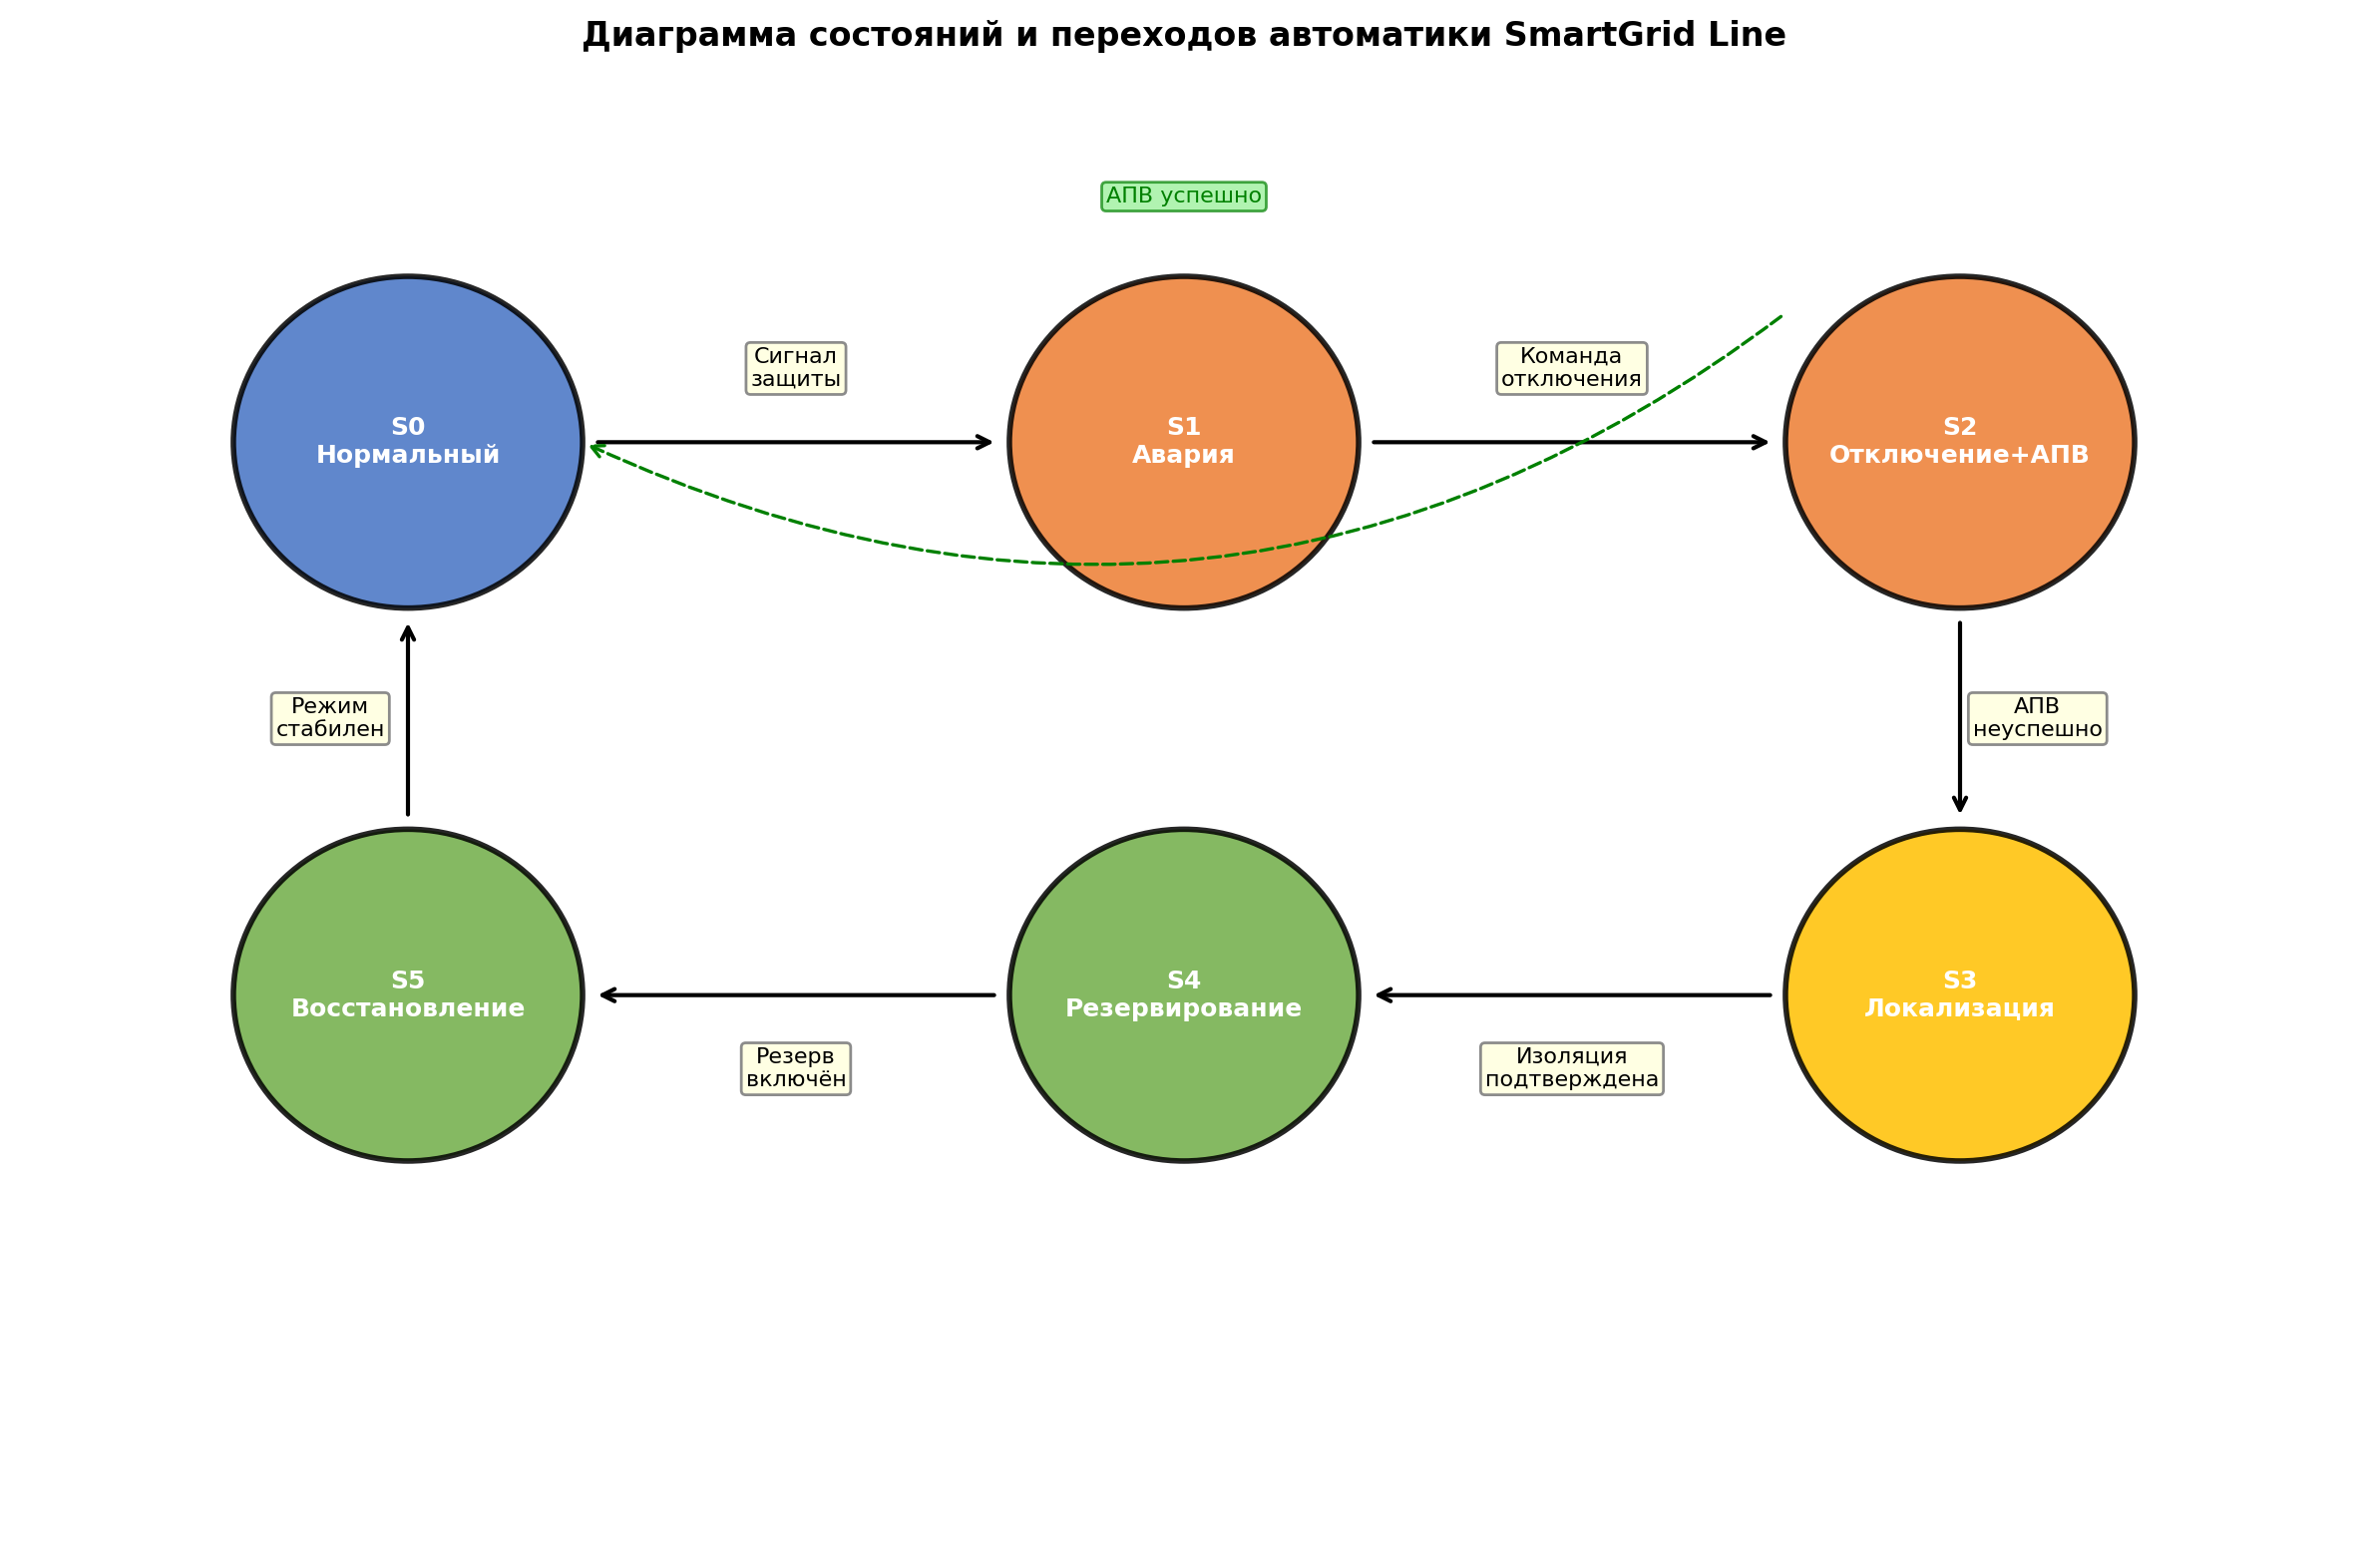 Диаграмма состояний и переходов автоматики SmartGrid Line
АПВ успешно
Сигнал
защиты
Команда
отключения
S0
Нормальный
S1
Авария
S2
Отключение+АПВ
Режим
стабилен
АПВ
неуспешно
S5
Восстановление
S4
Резервирование
S3
Локализация
Резерв
включён
Изоляция
подтверждена